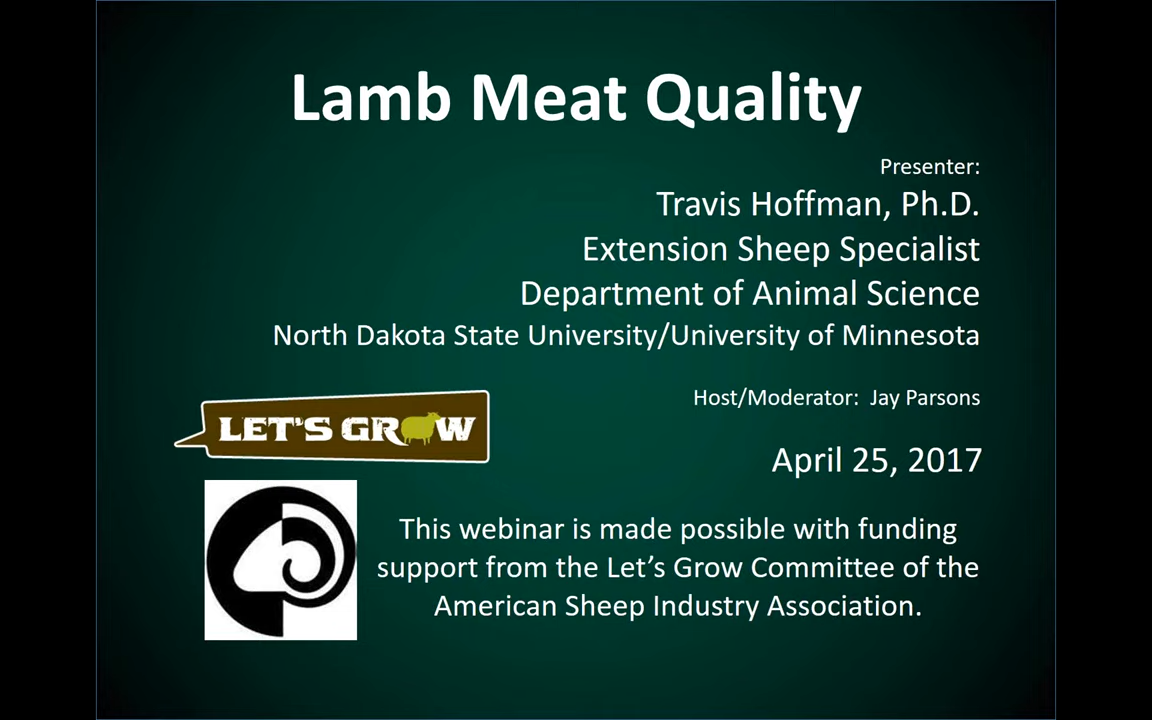 Lamb Meat Quality
Presenter:
Travis Hoffman, Ph.D.
Extension Sheep Specialist
Department of Animal Science
North Dakota State University/University of Minnesota
Host/Moderator:  Jay Parsons
LET'S GROW
April 25, 2017
This webinar is made possible with funding
support from the Let’s Grow Committee of the
American Sheep Industry Association.